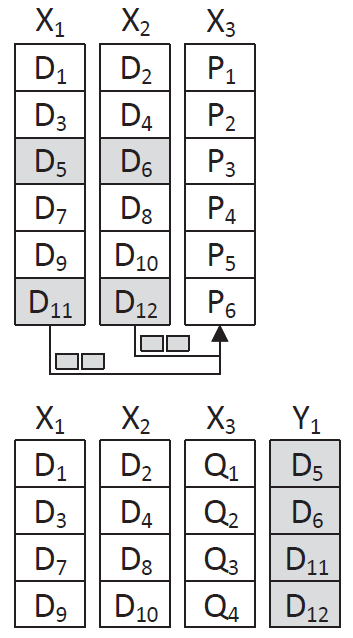 X₁ X₂ X₃
D₁ D₂ P₁
D₃ D₄ P₂
D₅ D₆ P₃
D₇ D₈ P₄
D₉ D₁₀ P₅
D₁₁ D₁₂ P₆
X₁ X₂ X₃ Y₁
D₁ D₂ Q₁ D₅
D₃ D₄ Q₂ D₆
D₇ D₈ Q₃ D₁₁
D₉ D₁₀ Q₄ D₁₂